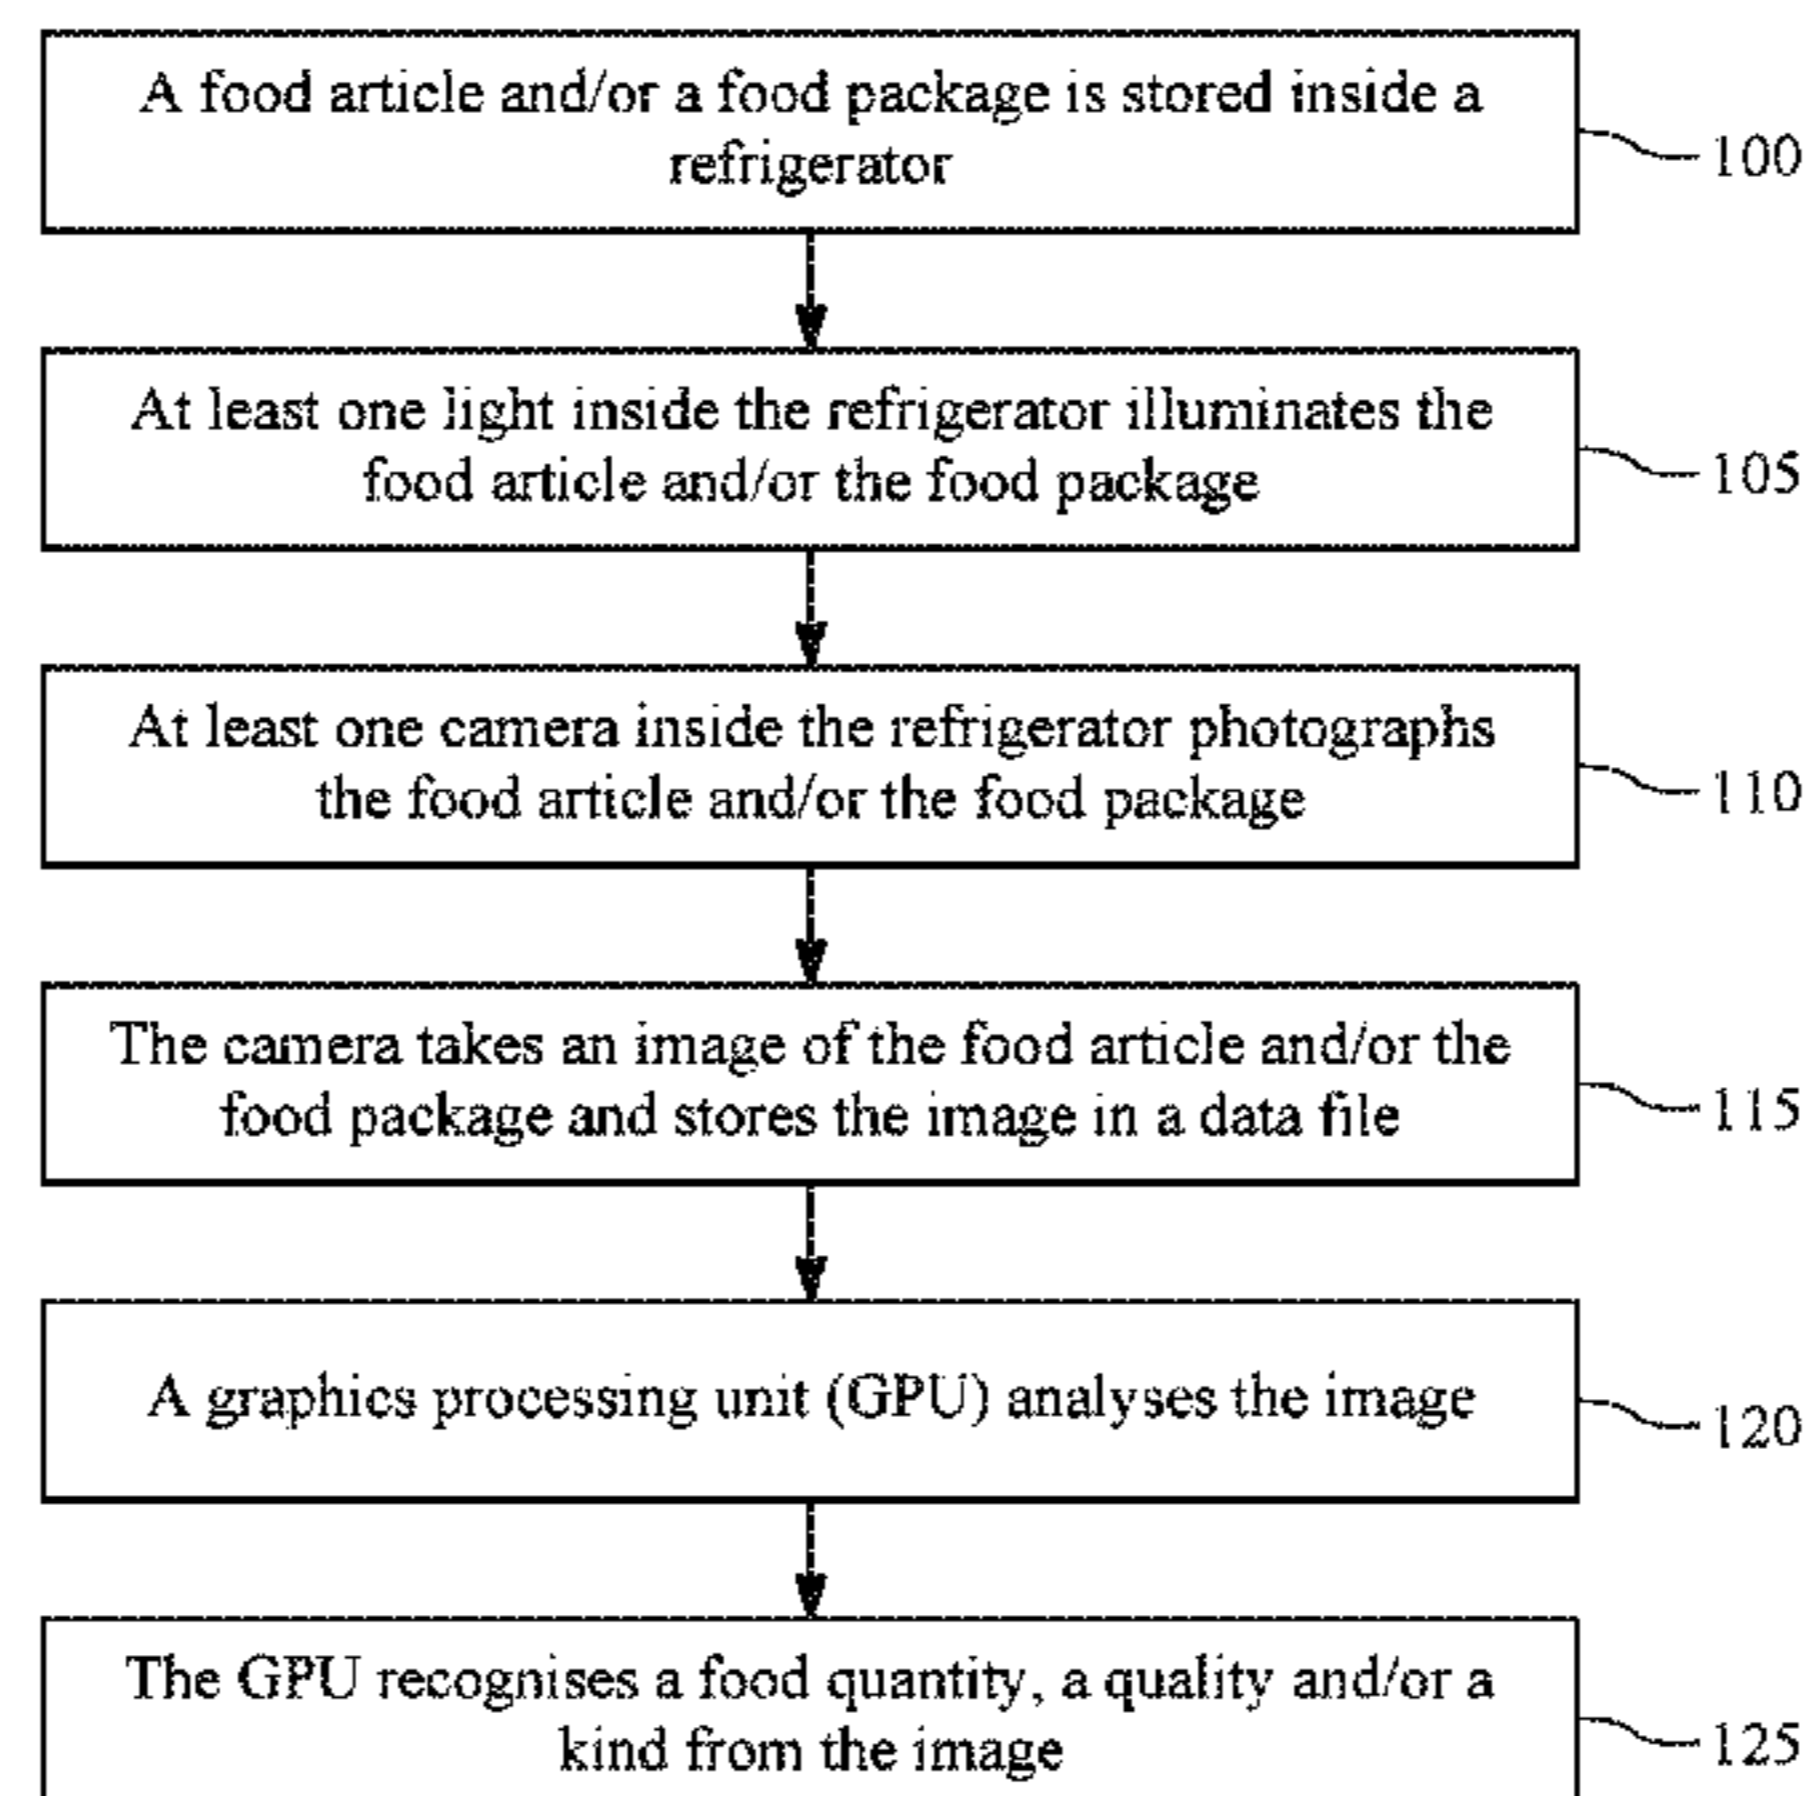 A food article and/or a food package is stored inside a
refrigerator
100
At least one light inside the refrigerator illuminates the
food article and/or the food package
105
At least one camera inside the refrigerator photographs
the food article and/or the food package
110
The camera takes an image of the food article and/or the
food package and stores the image in a data file
115
A graphics processing unit (GPU) analyses the image
120
The GPU recognises a food quantity, a quality and/or a
kind from the image
125